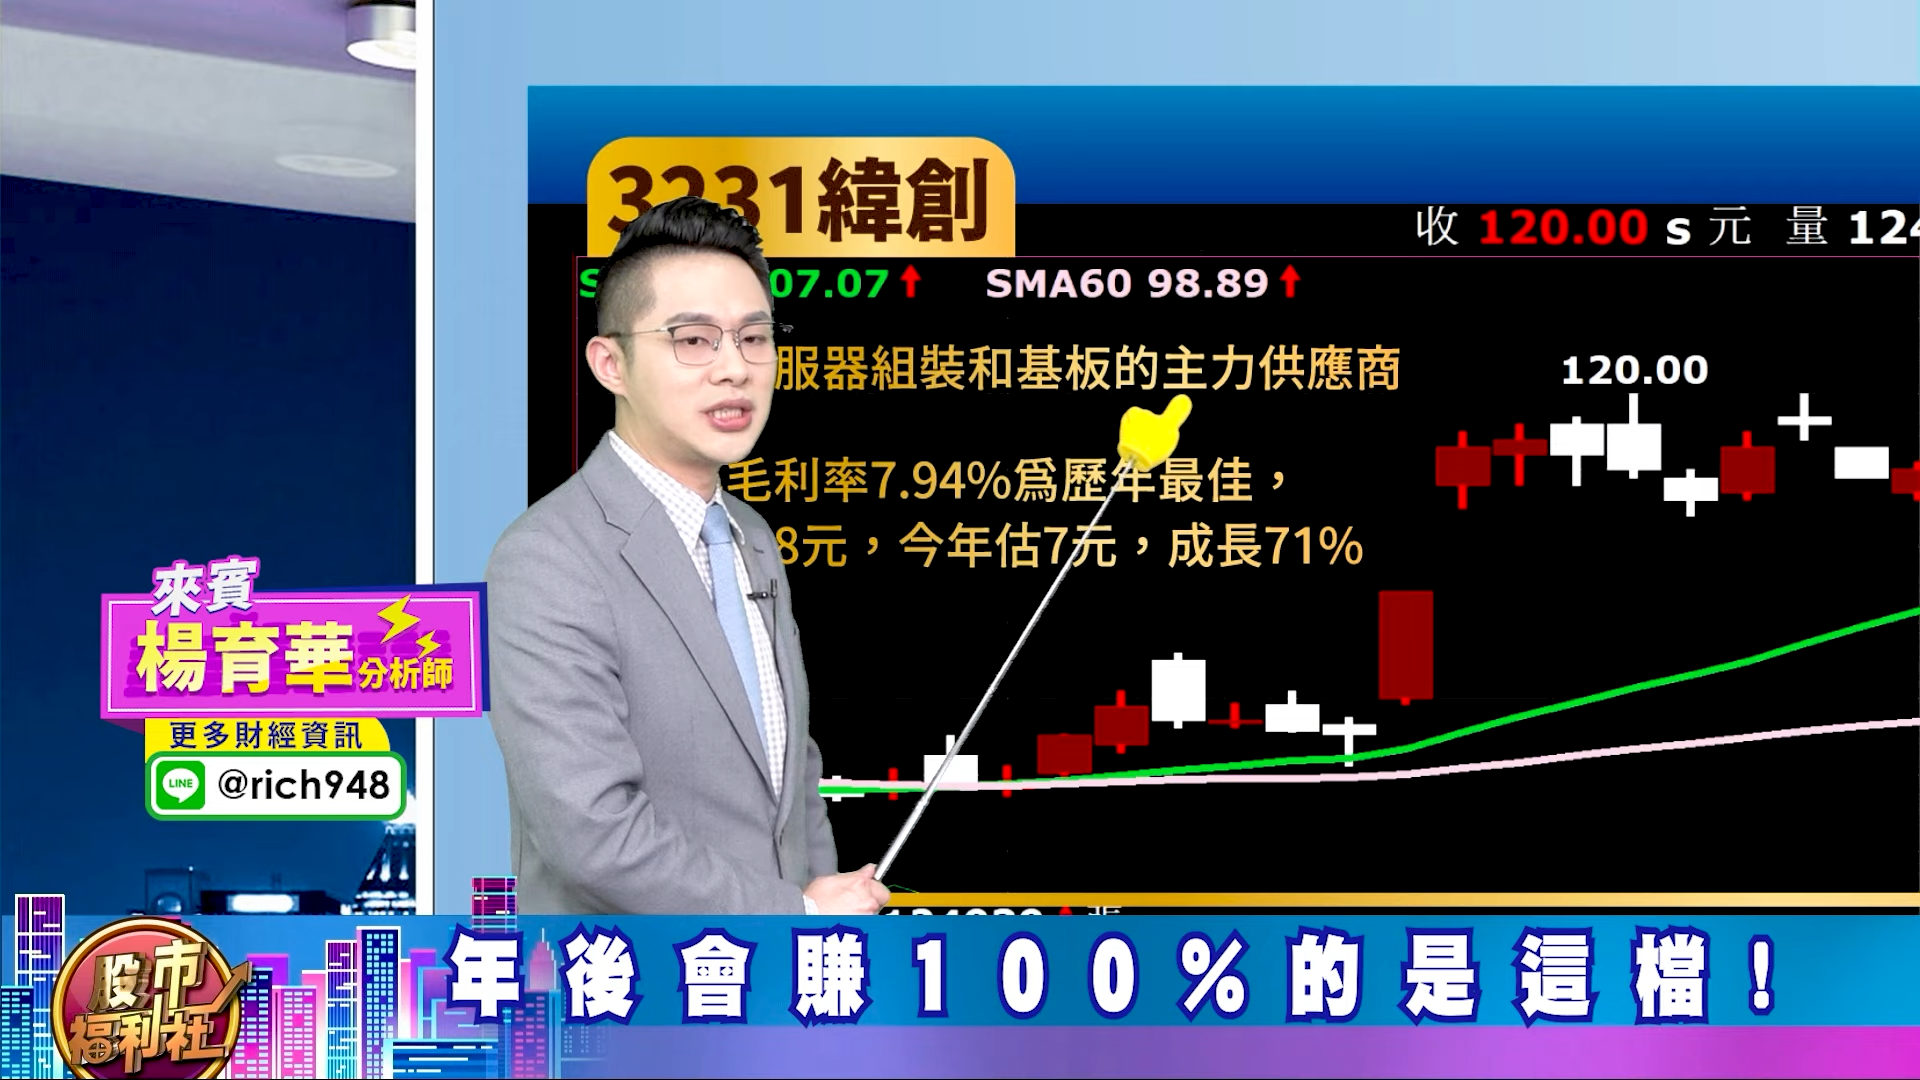 3231緯創
收 120.00 s 元 量 124
07.07↑ SMA60 98.89↑
服器組裝和基板的主力供應商
120.00
毛利率7.94%爲歷年最佳，
8元，今年估7元，成長71%
來賓
楊育華分析師
更多財經資訊
LINE @rich948
股市
福利社
年後會賺100%的是這檔!